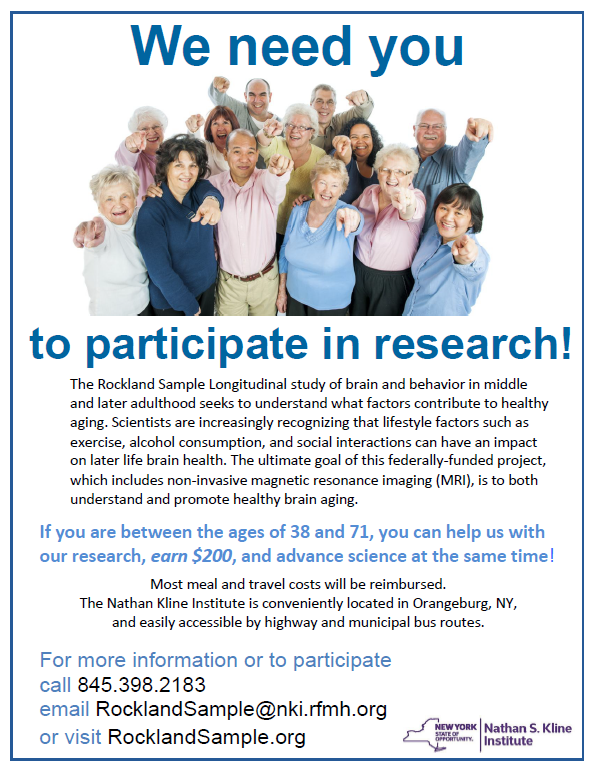 We need you
to participate in research!
The Rockland Sample Longitudinal study of brain and behavior in middle
and later adulthood seeks to understand what factors contribute to healthy
aging. Scientists are increasingly recognizing that lifestyle factors such as
exercise, alcohol consumption, and social interactions can have an impact
on later life brain health. The ultimate goal of this federally-funded project,
which includes non-invasive magnetic resonance imaging (MRI), is to both
understand and promote healthy brain aging.
If you are between the ages of 38 and 71, you can help us with
our research, earn $200, and advance science at the same time!
Most meal and travel costs will be reimbursed.
The Nathan Kline Institute is conveniently located in Orangeburg, NY,
and easily accessible by highway and municipal bus routes.
For more information or to participate
call 845.398.2183
email RocklandSample@nki.rfmh.org
or visit RocklandSample.org
NEW YORK
STATE OF
OPPORTUNITY.
Nathan S. Kline
Institute